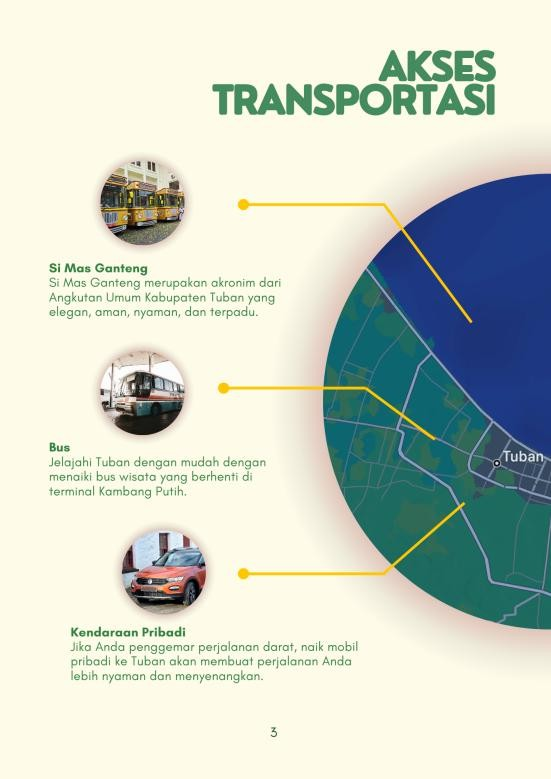 AKSES
TRANSPORTASI
Si Mas Ganteng
Si Mas Ganteng merupakan akronim dari
Angkutan Umum Kabupaten Tuban yang
elegan, aman, nyaman, dan terpadu.
Bus
Jelajahi Tuban dengan mudah dengan
menaiki bus wisata yang berhenti di
terminal Kambang Putih.
Tuban
Kendaraan Pribadi
Jika Anda penggemar perjalanan darat, naik mobil
pribadi ke Tuban akan membuat perjalanan Anda
lebih nyaman dan menyenangkan.
3